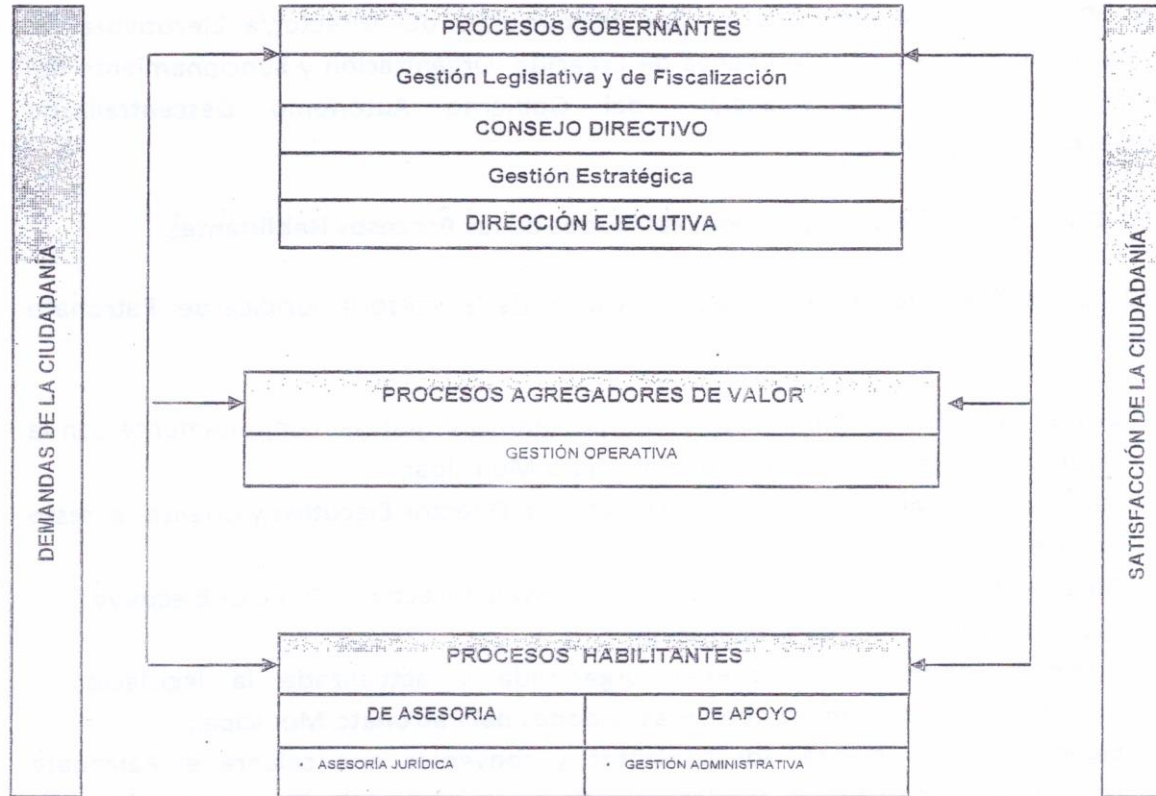 PROCESOS GOBERNANTES
Gestión Legislativa y de Fiscalización
CONSEJO DIRECTIVO
Gestión Estratégica
DIRECCIÓN EJECUTIVA
DEMANDAS DE LA CIUDADANÍA
SATISFACCIÓN DE LA CIUDADANÍA
PROCESOS AGREGADORES DE VALOR
GESTIÓN OPERATIVA
PROCESOS HABILITANTES
DE ASESORIA
DE APOYO
ASESORÍA JURÍDICA
GESTIÓN ADMINISTRATIVA